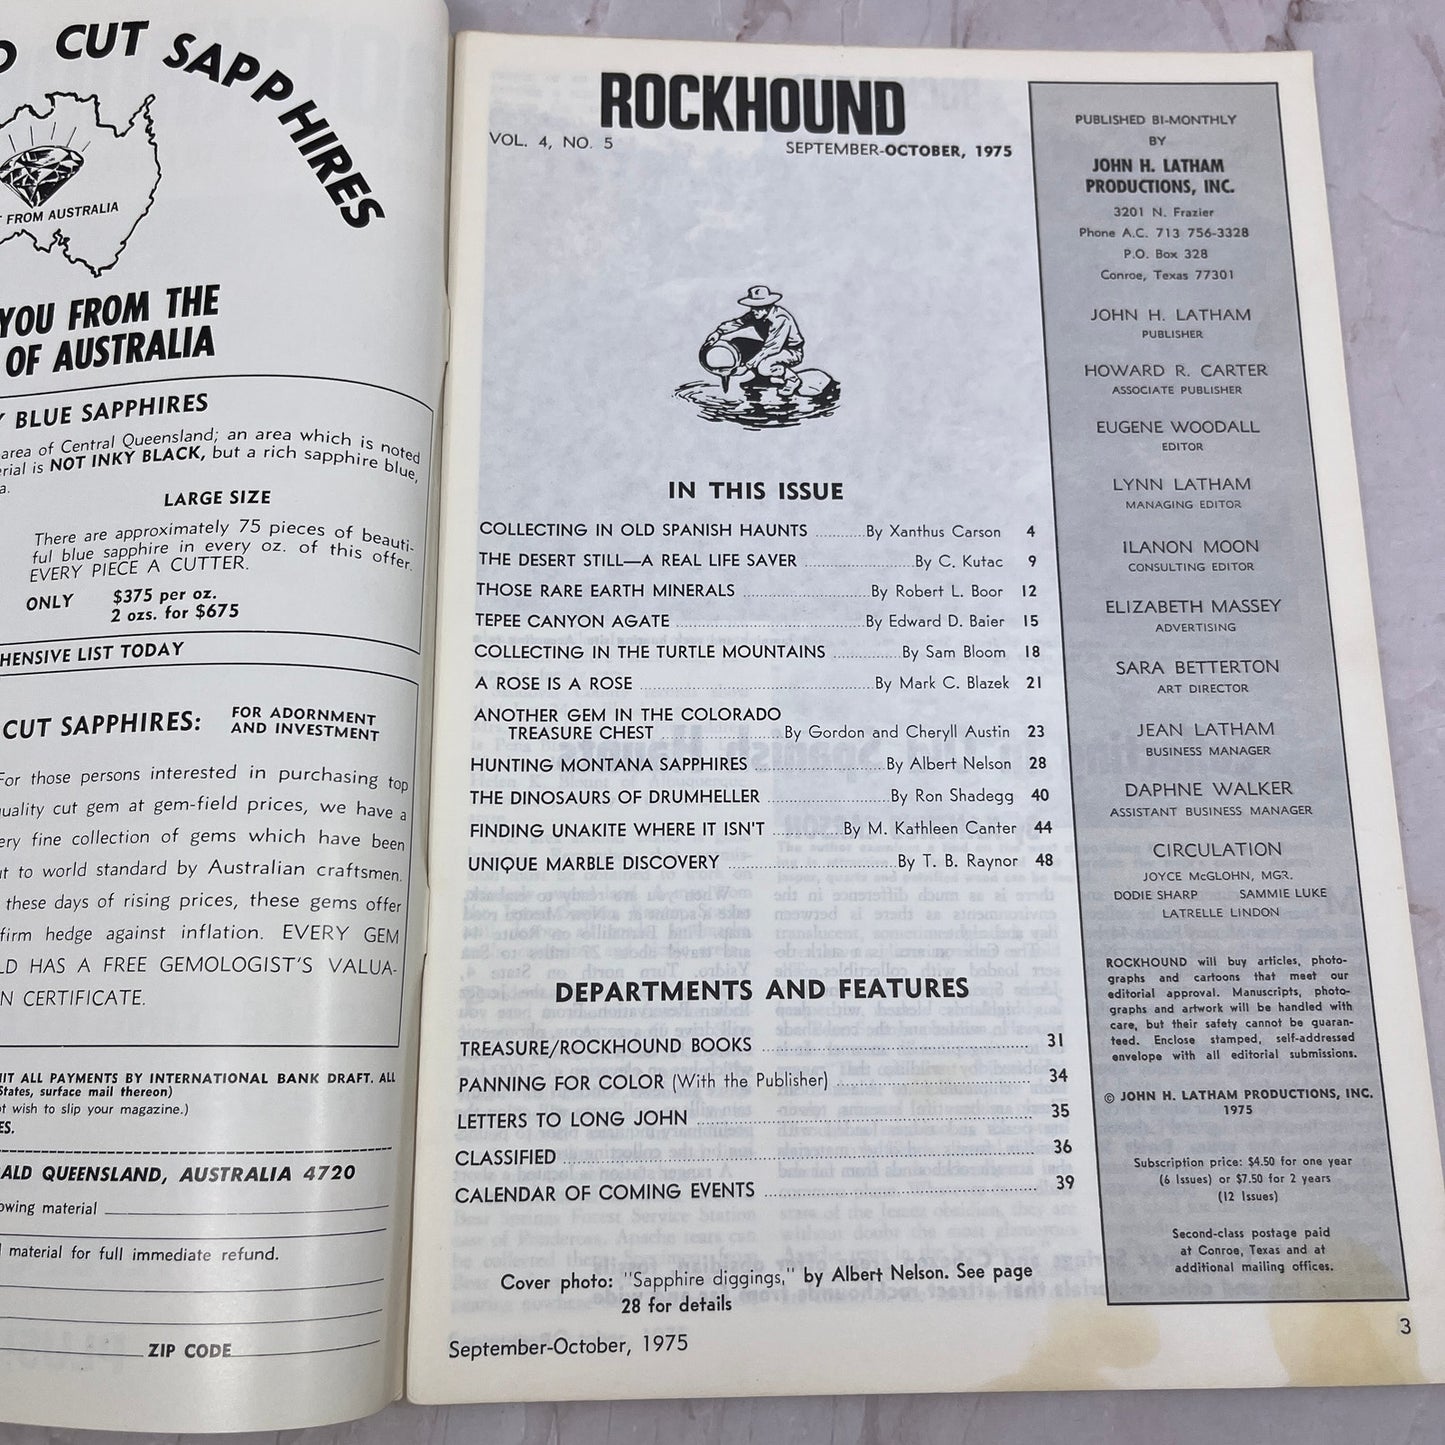 CUT SAPPHIRES
FROM AUSTRALIA
YOU FROM THE
OF AUSTRALIA
BLUE SAPPHIRES
area of Central Queensland; an area which is noted
erial is NOT INKY BLACK, but a rich sapphire blue,
a.
LARGE SIZE
There are approximately 75 pieces of beauti-
ful blue sapphire in every oz. of this offer.
EVERY PIECE A CUTTER.
ONLY $375 per oz.
2 ozs. for $675
HENSIVE LIST TODAY
CUT SAPPHIRES: FOR ADORNMENT
AND INVESTMENT
For those persons interested in purchasing top
quality cut gem at gem-field prices, we have a
ery fine collection of gems which have been
ut to world standard by Australian craftsmen.
these days of rising prices, these gems offer
firm hedge against inflation. EVERY GEM
LD HAS A FREE GEMOLOGIST'S VALUA-
N CERTIFICATE.
MIT ALL PAYMENTS BY INTERNATIONAL BANK DRAFT. ALL
States, surface mail thereon)
ot wish to slip your magazine.)
ES.
ALD QUEENSLAND, AUSTRALIA 4720
owing material
material for full immediate refund.
ZIP CODE
ROCKHOUND
VOL. 4, NO. 5 SEPTEMBER-OCTOBER, 1975
IN THIS ISSUE
COLLECTING IN OLD SPANISH HAUNTS ...........By Xanthus Carson 4
THE DESERT STILL—A REAL LIFE SAVER ..........................By C. Kutac 9
THOSE RARE EARTH MINERALS ............................By Robert L. Boor 12
TEPEE CANYON AGATE ..........................................By Edward D. Baier 15
COLLECTING IN THE TURTLE MOUNTAINS ...............By Sam Bloom 18
A ROSE IS A ROSE ....................................................By Mark C. Blazek 21
ANOTHER GEM IN THE COLORADO
TREASURE CHEST ...........................By Gordon and Cheryll Austin 23
HUNTING MONTANA SAPPHIRES .............................By Albert Nelson 28
THE DINOSAURS OF DRUMHELLER ...........................By Ron Shadegg 40
FINDING UNAKITE WHERE IT ISN'T .................By M. Kathleen Canter 44
UNIQUE MARBLE DISCOVERY .......................................By T. B. Raynor 48
DEPARTMENTS AND FEATURES
TREASURE/ROCKHOUND BOOKS ............................................................ 31
PANNING FOR COLOR (With the Publisher) ............................................ 34
LETTERS TO LONG JOHN ........................................................................... 35
CLASSIFIED ................................................................................................... 36
CALENDAR OF COMING EVENTS ............................................................ 39
Cover photo: "Sapphire diggings," by Albert Nelson. See page
28 for details
September-October, 1975
PUBLISHED BI-MONTHLY
BY
JOHN H. LATHAM
PRODUCTIONS, INC.
3201 N. Frazier
Phone A.C. 713 756-3328
P.O. Box 328
Conroe, Texas 77301
JOHN H. LATHAM
PUBLISHER
HOWARD R. CARTER
ASSOCIATE PUBLISHER
EUGENE WOODALL
EDITOR
LYNN LATHAM
MANAGING EDITOR
ILANON MOON
CONSULTING EDITOR
ELIZABETH MASSEY
ADVERTISING
SARA BETTERTON
ART DIRECTOR
JEAN LATHAM
BUSINESS MANAGER
DAPHNE WALKER
ASSISTANT BUSINESS MANAGER
CIRCULATION
JOYCE McGLOHN, MGR.
DODIE SHARP SAMMIE LUKE
LATRELLE LINDON
ROCKHOUND will buy articles, photo-
graphs and cartoons that meet our
editorial approval. Manuscripts, photo-
graphs and artwork will be handled with
care, but their safety cannot be guaran-
teed. Enclose stamped, self-addressed
envelope with all editorial submissions.
© JOHN H. LATHAM PRODUCTIONS, INC.
1975
Subscription price: $4.50 for one year
(6 Issues) or $7.50 for 2 years
(12 Issues)
Second-class postage paid
at Conroe, Texas and at
additional mailing offices.
3